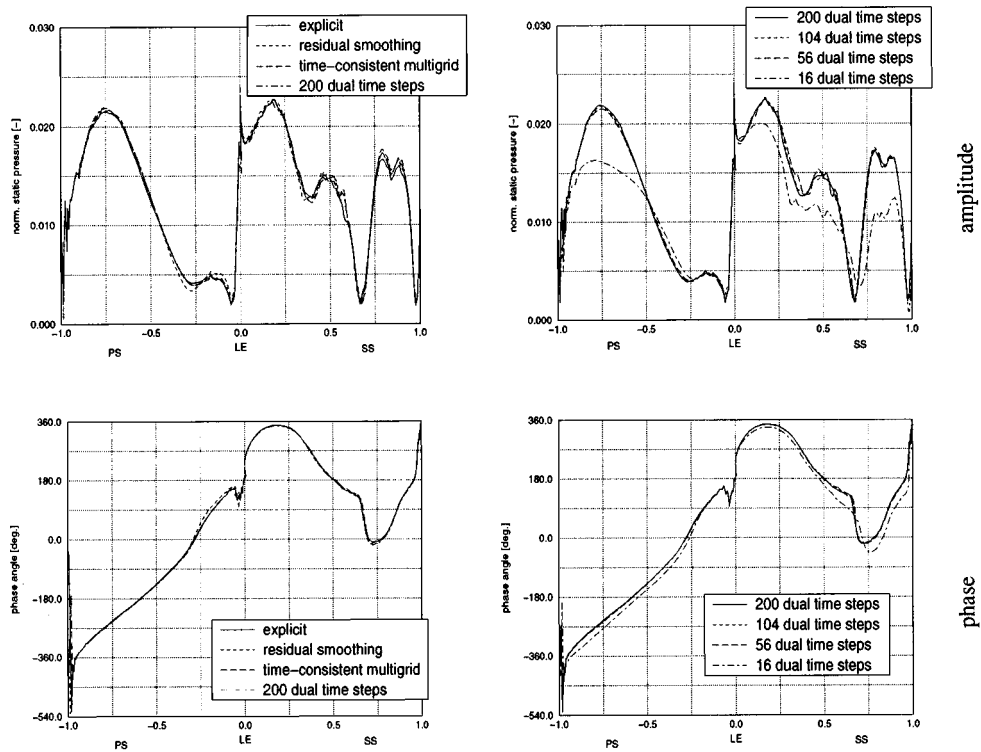 explicit
residual smoothing
time-consistent multigrid
200 dual time steps
norm. static pressure [-]
0.030
0.020
0.010
0.000
-1.0
-0.5
0.0
0.5
1.0
PS
LE
SS
200 dual time steps
104 dual time steps
56 dual time steps
16 dual time steps
norm. static pressure [-]
0.030
0.020
0.010
0.000
-1.0
-0.5
0.0
0.5
1.0
PS
LE
SS
amplitude
phase angle [deg.]
360.0
180.0
0.0
-180.0
-360.0
-540.0
explicit
residual smoothing
time-consistent multigrid
200 dual time steps
-1.0
-0.5
0.0
0.5
1.0
PS
LE
SS
phase angle [deg.]
360.0
180.0
0.0
-180.0
-360.0
-540.0
200 dual time steps
104 dual time steps
56 dual time steps
16 dual time steps
-1.0
-0.5
0.0
0.5
1.0
PS
LE
SS
phase